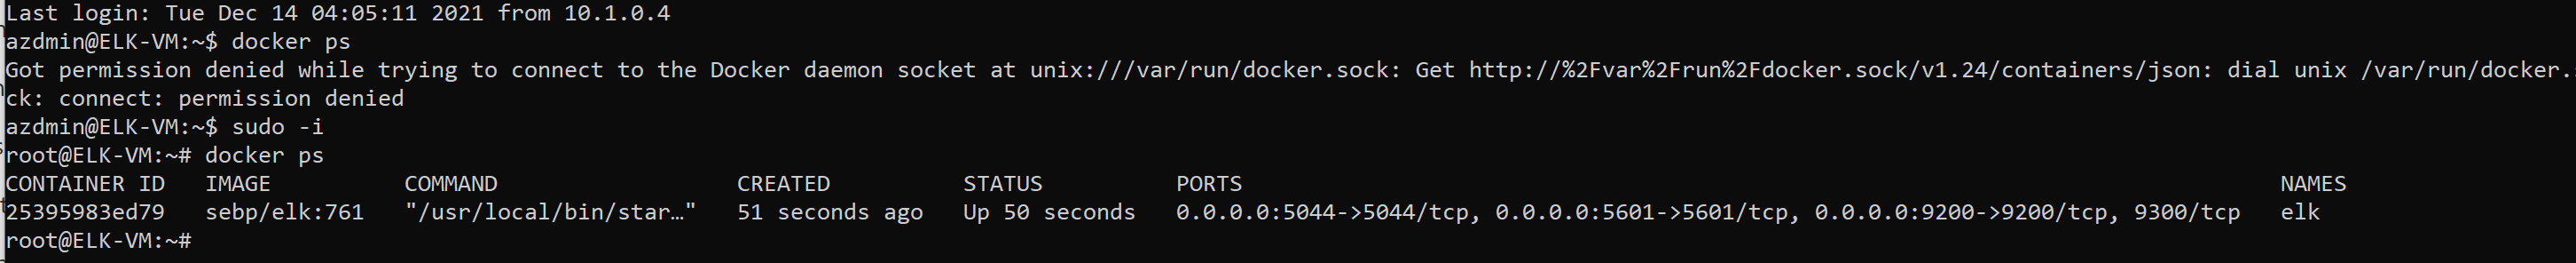 Last login: Tue Dec 14 04:05:11 2021 from 10.1.0.4
azdmin@ELK-VM:~$ docker ps
Got permission denied while trying to connect to the Docker daemon socket at unix:///var/run/docker.sock: Get http://%2Fvar%2Frun%2Fdocker.sock/v1.24/containers/json: dial unix /var/run/docker.
ck: connect: permission denied
azdmin@ELK-VM:~$ sudo -i
root@ELK-VM:~# docker ps
CONTAINER ID IMAGE COMMAND CREATED STATUS PORTS NAMES
25395983ed79 sebp/elk:761 "/usr/local/bin/star…" 51 seconds ago Up 50 seconds 0.0.0.0:5044->5044/tcp, 0.0.0.0:5601->5601/tcp, 0.0.0.0:9200->9200/tcp, 9300/tcp elk
root@ELK-VM:~#